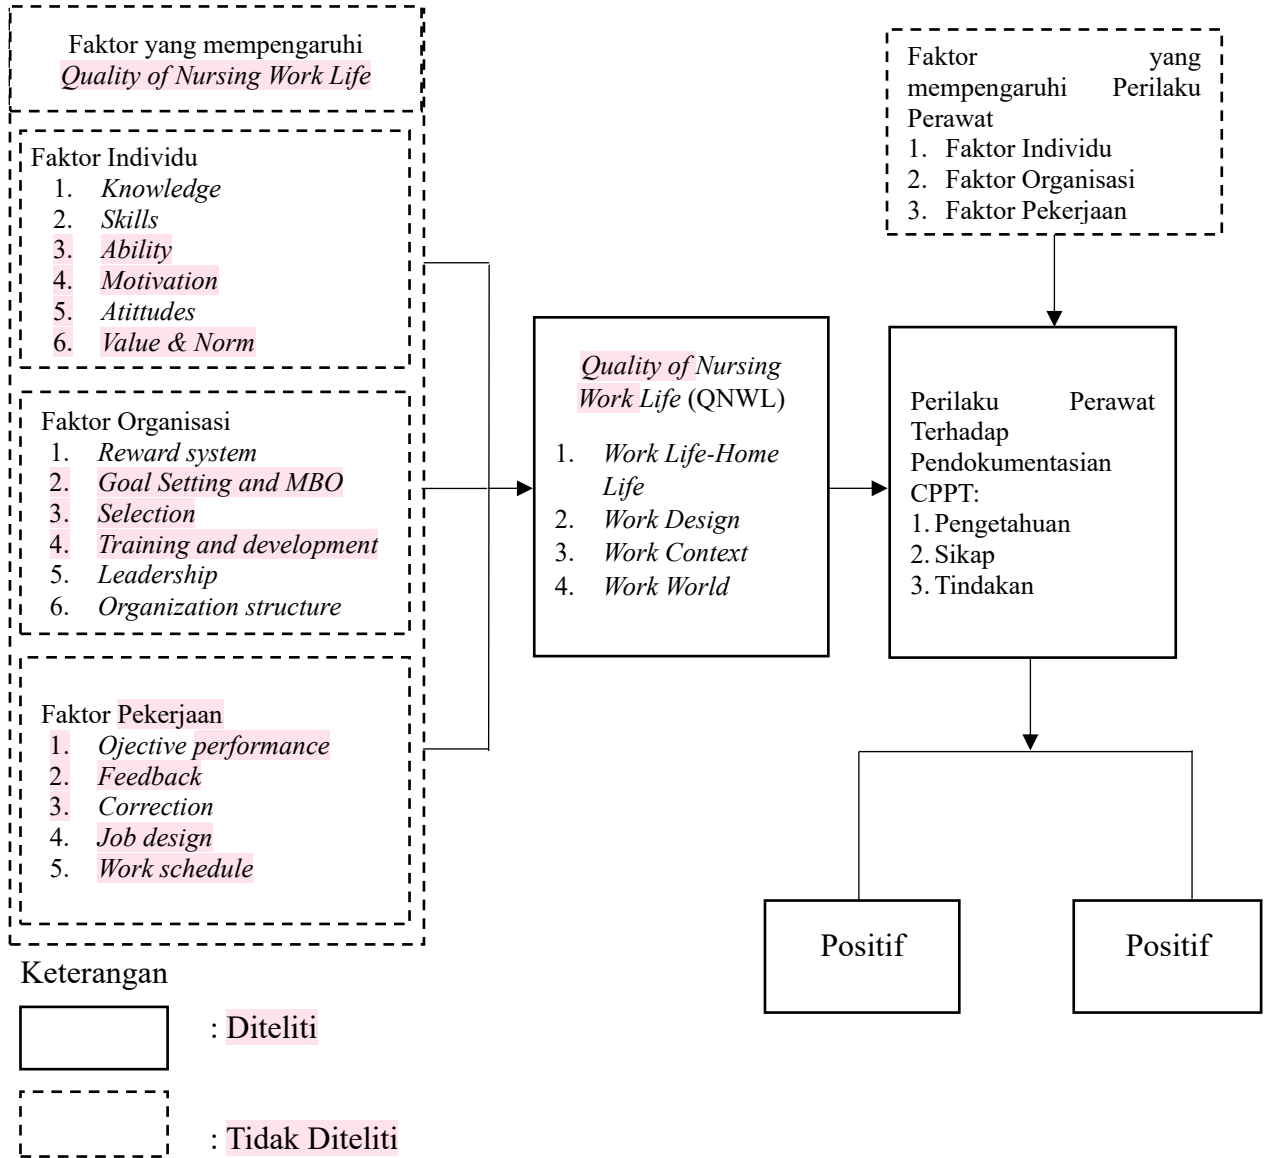 Faktor yang mempengaruhi
Quality of Nursing Work Life
Faktor Individu
1. Knowledge
2. Skills
3. Ability
4. Motivation
5. Atittudes
6. Value & Norm
Faktor Organisasi
1. Reward system
2. Goal Setting and MBO
3. Selection
4. Training and development
5. Leadership
6. Organization structure
Faktor Pekerjaan
1. Ojective performance
2. Feedback
3. Correction
4. Job design
5. Work schedule
Quality of Nursing
Work Life (QNWL)
1. Work Life-Home
Life
2. Work Design
3. Work Context
4. Work World
Faktor yang
mempengaruhi Perilaku
Perawat
1. Faktor Individu
2. Faktor Organisasi
3. Faktor Pekerjaan
Perilaku Perawat
Terhadap
Pendokumentasian
CPPT:
1. Pengetahuan
2. Sikap
3. Tindakan
Positif
Positif
Keterangan
: Diteliti
: Tidak Diteliti